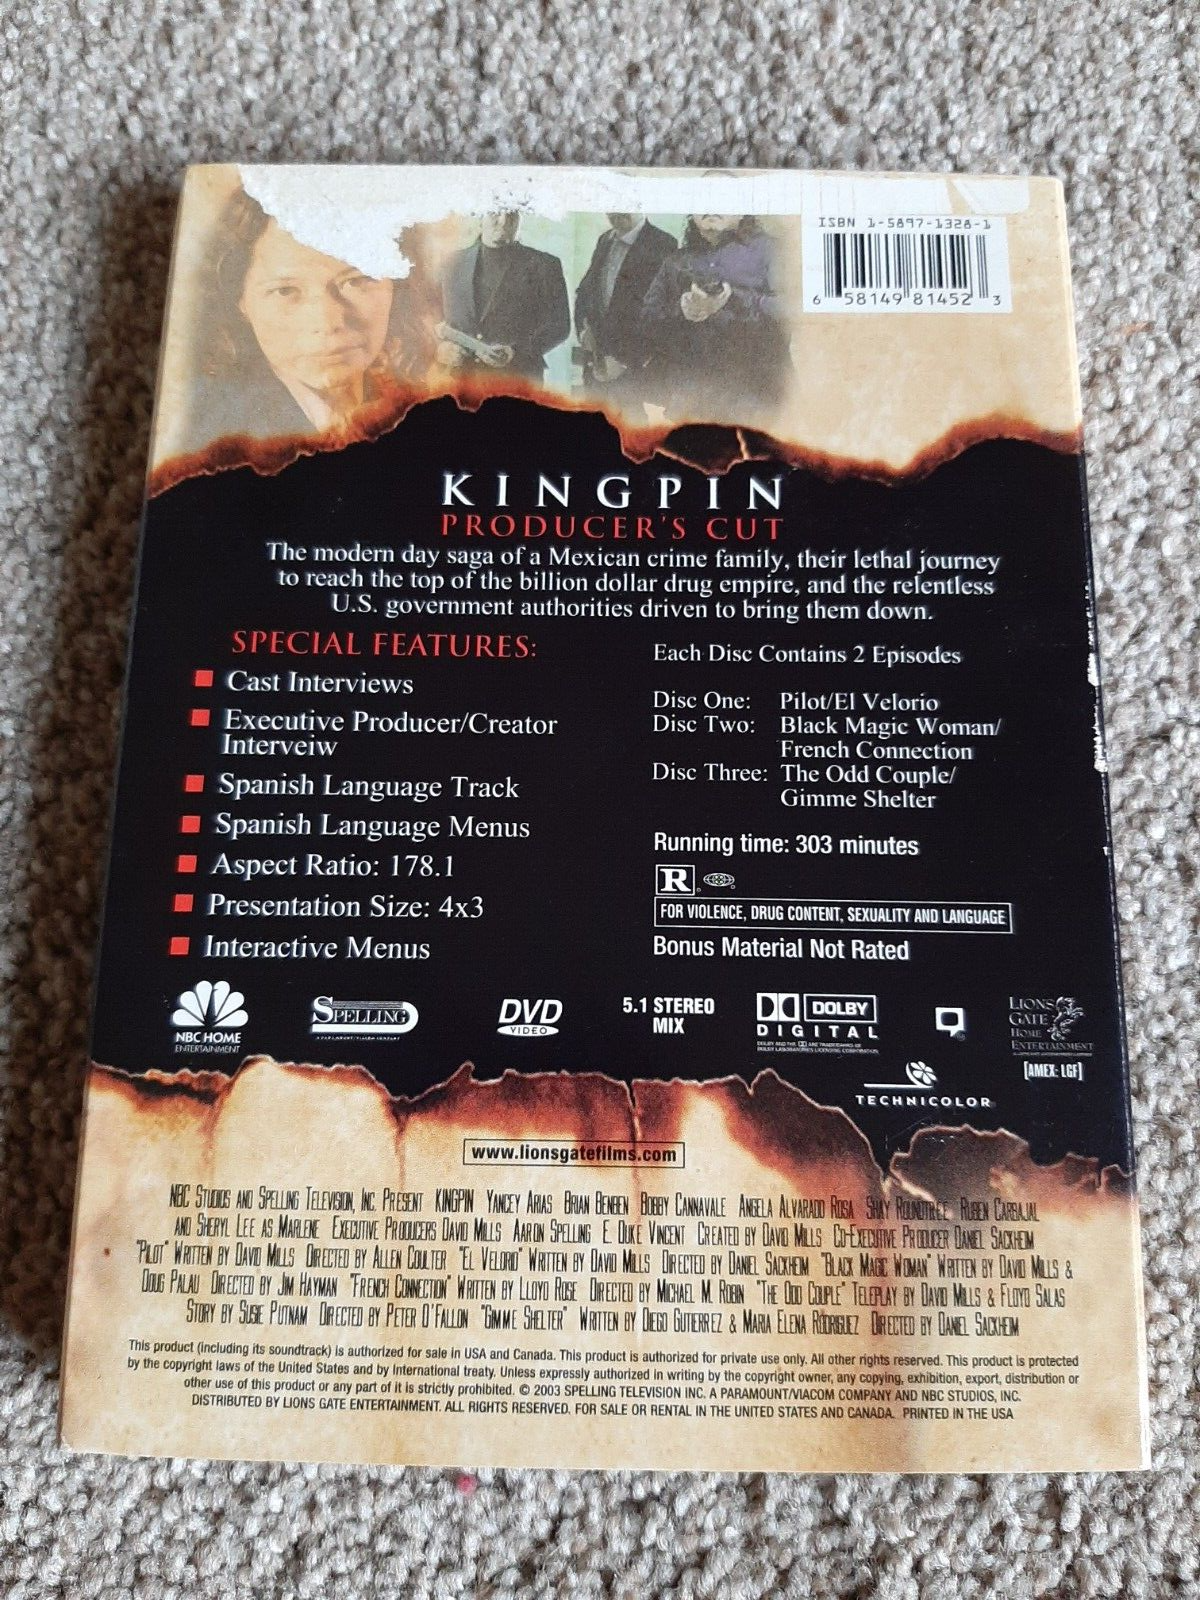 ISBN 1-5897-1328-1
6 58149 81452 3
KINGPIN
PRODUCER'S CUT
The modern day saga of a Mexican crime family, their lethal journey
to reach the top of the billion dollar drug empire, and the relentless
U.S. government authorities driven to bring them down.
SPECIAL FEATURES:
Cast Interviews
Executive Producer/Creator
Interveiw
Spanish Language Track
Spanish Language Menus
Aspect Ratio: 178.1
Presentation Size: 4x3
Interactive Menus
Each Disc Contains 2 Episodes
Disc One: Pilot/El Velorio
Disc Two: Black Magic Woman/
French Connection
Disc Three: The Odd Couple/
Gimme Shelter
Running time: 303 minutes
R
FOR VIOLENCE, DRUG CONTENT, SEXUALITY AND LANGUAGE
Bonus Material Not Rated
NBC HOME
ENTERTAINMENT
SPELLING
DVD
VIDEO
5.1 STEREO
MIX
DOLBY
DIGITAL
LIONS
GATE
HOME
ENTERTAINMENT
[AMEX: LGF]
TECHNICOLOR
www.lionsgatefilms.com
NBC STUDIOS AND SPELLING TELEVISION, INC. PRESENT KINGPIN YANCEY ARIAS BRIAN BENBEN BOBBY CANNAVALE ANGELA ALVARADO ROSA SHAY ROUNDTREE RUBEN CARBAJAL
AND SHERYL LEE AS MARLENE EXECUTIVE PRODUCERS DAVID MILLS AARON SPELLING E. DUKE VINCENT CREATED BY DAVID MILLS CO-EXECUTIVE PRODUCER DANIEL SACKHEIM
"PILOT" WRITTEN BY DAVID MILLS DIRECTED BY ALLEN COULTER "EL VELORIO" WRITTEN BY DAVID MILLS DIRECTED BY DANIEL SACKHEIM "BLACK MAGIC WOMAN" WRITTEN BY DAVID MILLS &
DOUG PALAU DIRECTED BY JIM HAYMAN "FRENCH CONNECTION" WRITTEN BY LLOYD ROSE DIRECTED BY MICHAEL M. ROBIN "THE ODD COUPLE" TELEPLAY BY DAVID MILLS & FLOYD SALAS
STORY BY SUSIE PUTNAM DIRECTED BY PETER O'FALLON "GIMME SHELTER" WRITTEN BY DIEGO GUTIERREZ & MARIA ELENA RODRIGUEZ DIRECTED BY DANIEL SACKHEIM
This product (including its soundtrack) is authorized for sale in USA and Canada. This product is authorized for private use only. All other rights reserved. This product is protected
by the copyright laws of the United States and by International treaty. Unless expressly authorized in writing by the copyright owner, any copying, exhibition, export, distribution or
other use of this product or any part of it is strictly prohibited. © 2003 SPELLING TELEVISION INC. A PARAMOUNT/VIACOM COMPANY AND NBC STUDIOS, INC.
DISTRIBUTED BY LIONS GATE ENTERTAINMENT. ALL RIGHTS RESERVED. FOR SALE OR RENTAL IN THE UNITED STATES AND CANADA. PRINTED IN THE USA